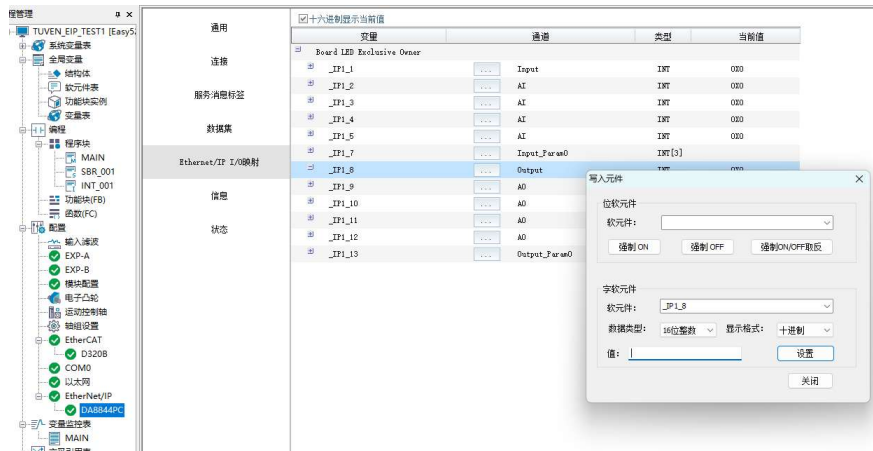 程管理
TUVEN_EIP_TEST1 [Easy5
系统变量表
全局变量
结构体
软元件表
功能块实例
变量表
编程
程序块
MAIN
SBR_001
INT_001
功能块(FB)
函数(FC)
配置
输入滤波
EXP-A
EXP-B
模块配置
电子凸轮
运动控制轴
轴组设置
EtherCAT
D320B
COM0
以太网
EtherNet/IP
DA8844PC
变量监控表
MAIN
通用
连接
服务消息标签
数据集
Ethernet/IP I/O映射
信息
状态
十六进制显示当前值
变量 通道 类型 当前值
Board LED Exclusive Owner
_IP1_1 ... Input INT 0X0
_IP1_2 ... AI INT 0X0
_IP1_3 ... AI INT 0X0
_IP1_4 ... AI INT 0X0
_IP1_5 ... AI INT 0X0
_IP1_7 ... Input_Param0 INT[3]
_IP1_8 ... Output INT 0X0
_IP1_9 ... AO
_IP1_10 ... AO
_IP1_11 ... AO
_IP1_12 ... AO
_IP1_13 ... Output_Param0
写入元件
位软元件
软元件:
强制 ON 强制 OFF 强制ON/OFF取反
字软元件
软元件: _IP1_8
数据类型: 16位整数 显示格式: 十进制
值: 设置
关闭